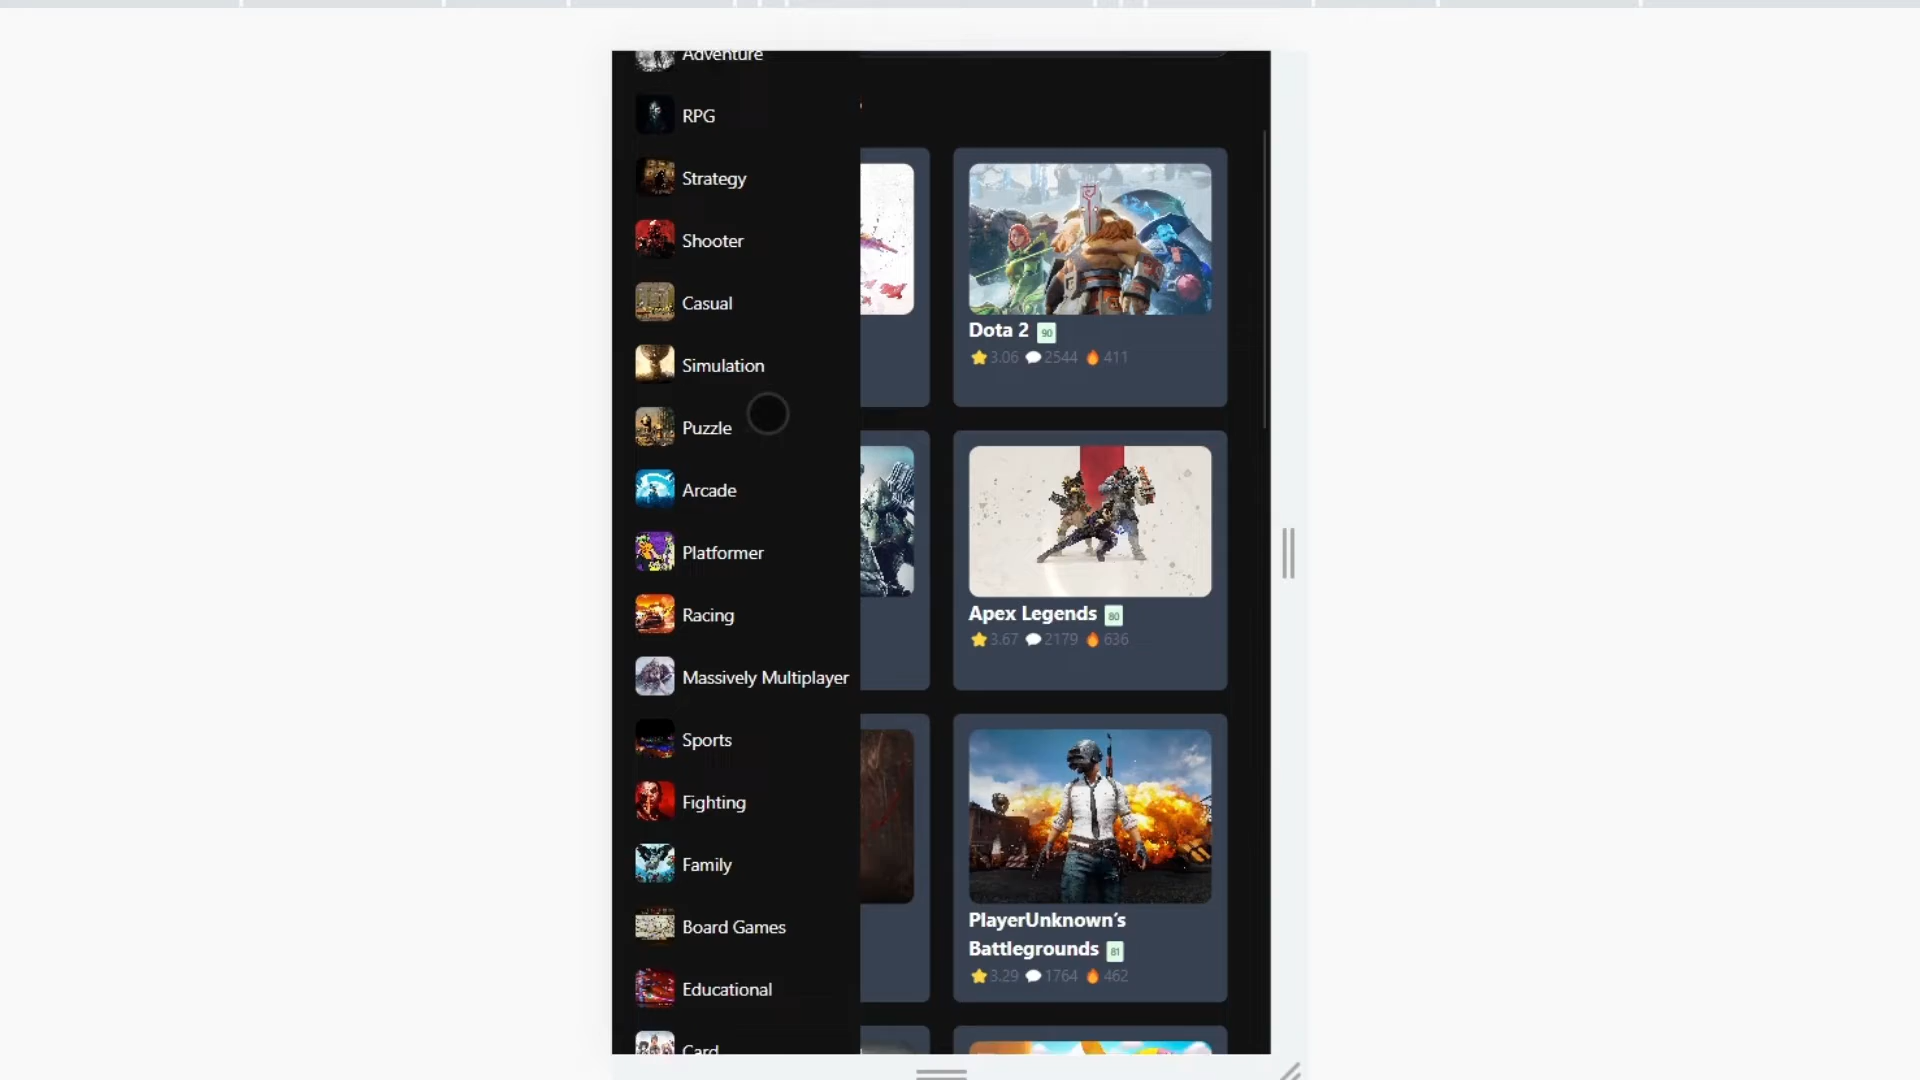 Adventure
RPG
Strategy
Shooter
Casual
Simulation
Puzzle
Arcade
Platformer
Racing
Massively Multiplayer
Sports
Fighting
Family
Board Games
Educational
Card
Dota 2 90
3.06 2544 411
Apex Legends 80
3.67 2179 636
PlayerUnknown’s
Battlegrounds 81
3.29 1764 462